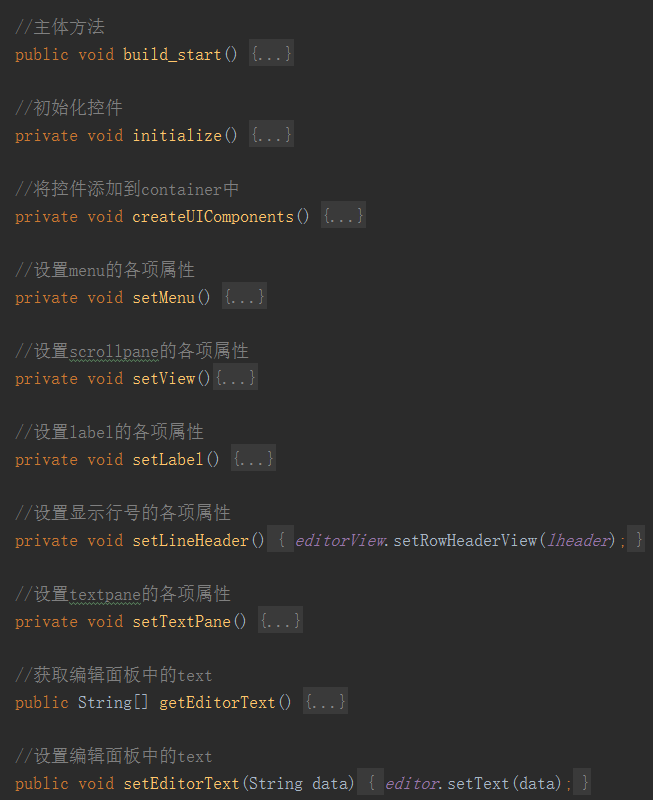 //主体方法
public void build_start() {...}
//初始化控件
private void initialize() {...}
//将控件添加到container中
private void createUIComponents() {...}
//设置menu的各项属性
private void setMenu() {...}
//设置scrollpane的各项属性
private void setView(){...}
//设置label的各项属性
private void setLabel() {...}
//设置显示行号的各项属性
private void setLineHeader() { editorView.setRowHeaderView(lheader); }
//设置textpane的各项属性
private void setTextPane() {...}
//获取编辑面板中的text
public String[] getEditorText() {...}
//设置编辑面板中的text
public void setEditorText(String data) { editor.setText(data); }